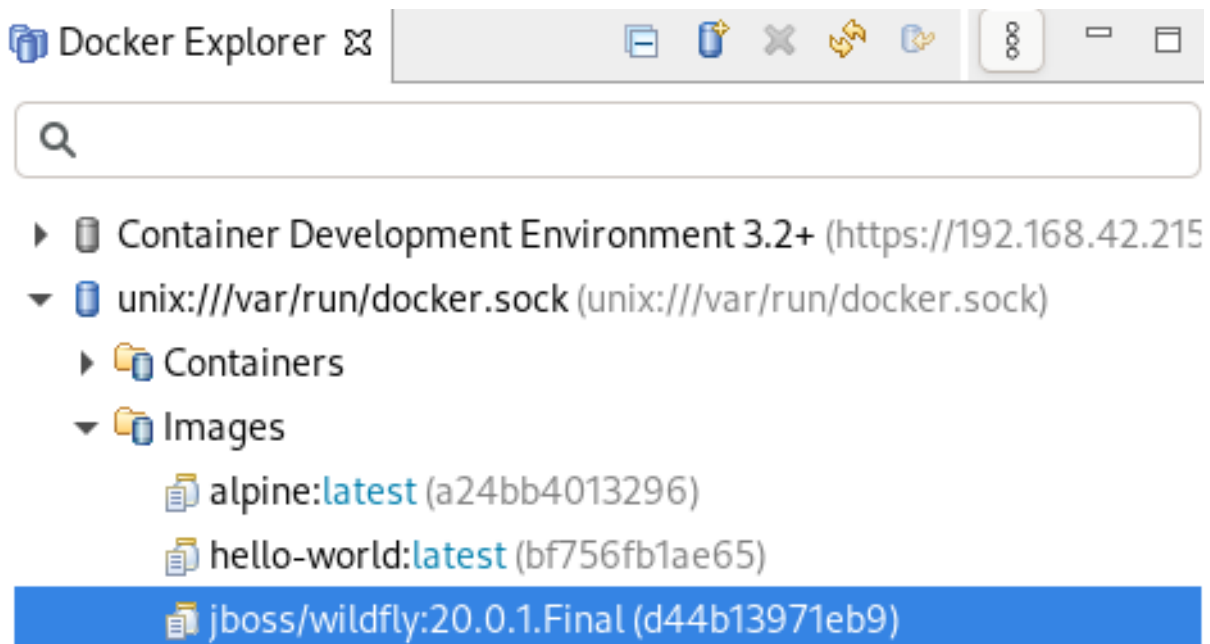 Docker Explorer
Container Development Environment 3.2+ (https://192.168.42.215
unix:///var/run/docker.sock (unix:///var/run/docker.sock)
Containers
Images
alpine:latest (a24bb4013296)
hello-world:latest (bf756fb1ae65)
jboss/wildfly:20.0.1.Final (d44b13971eb9)